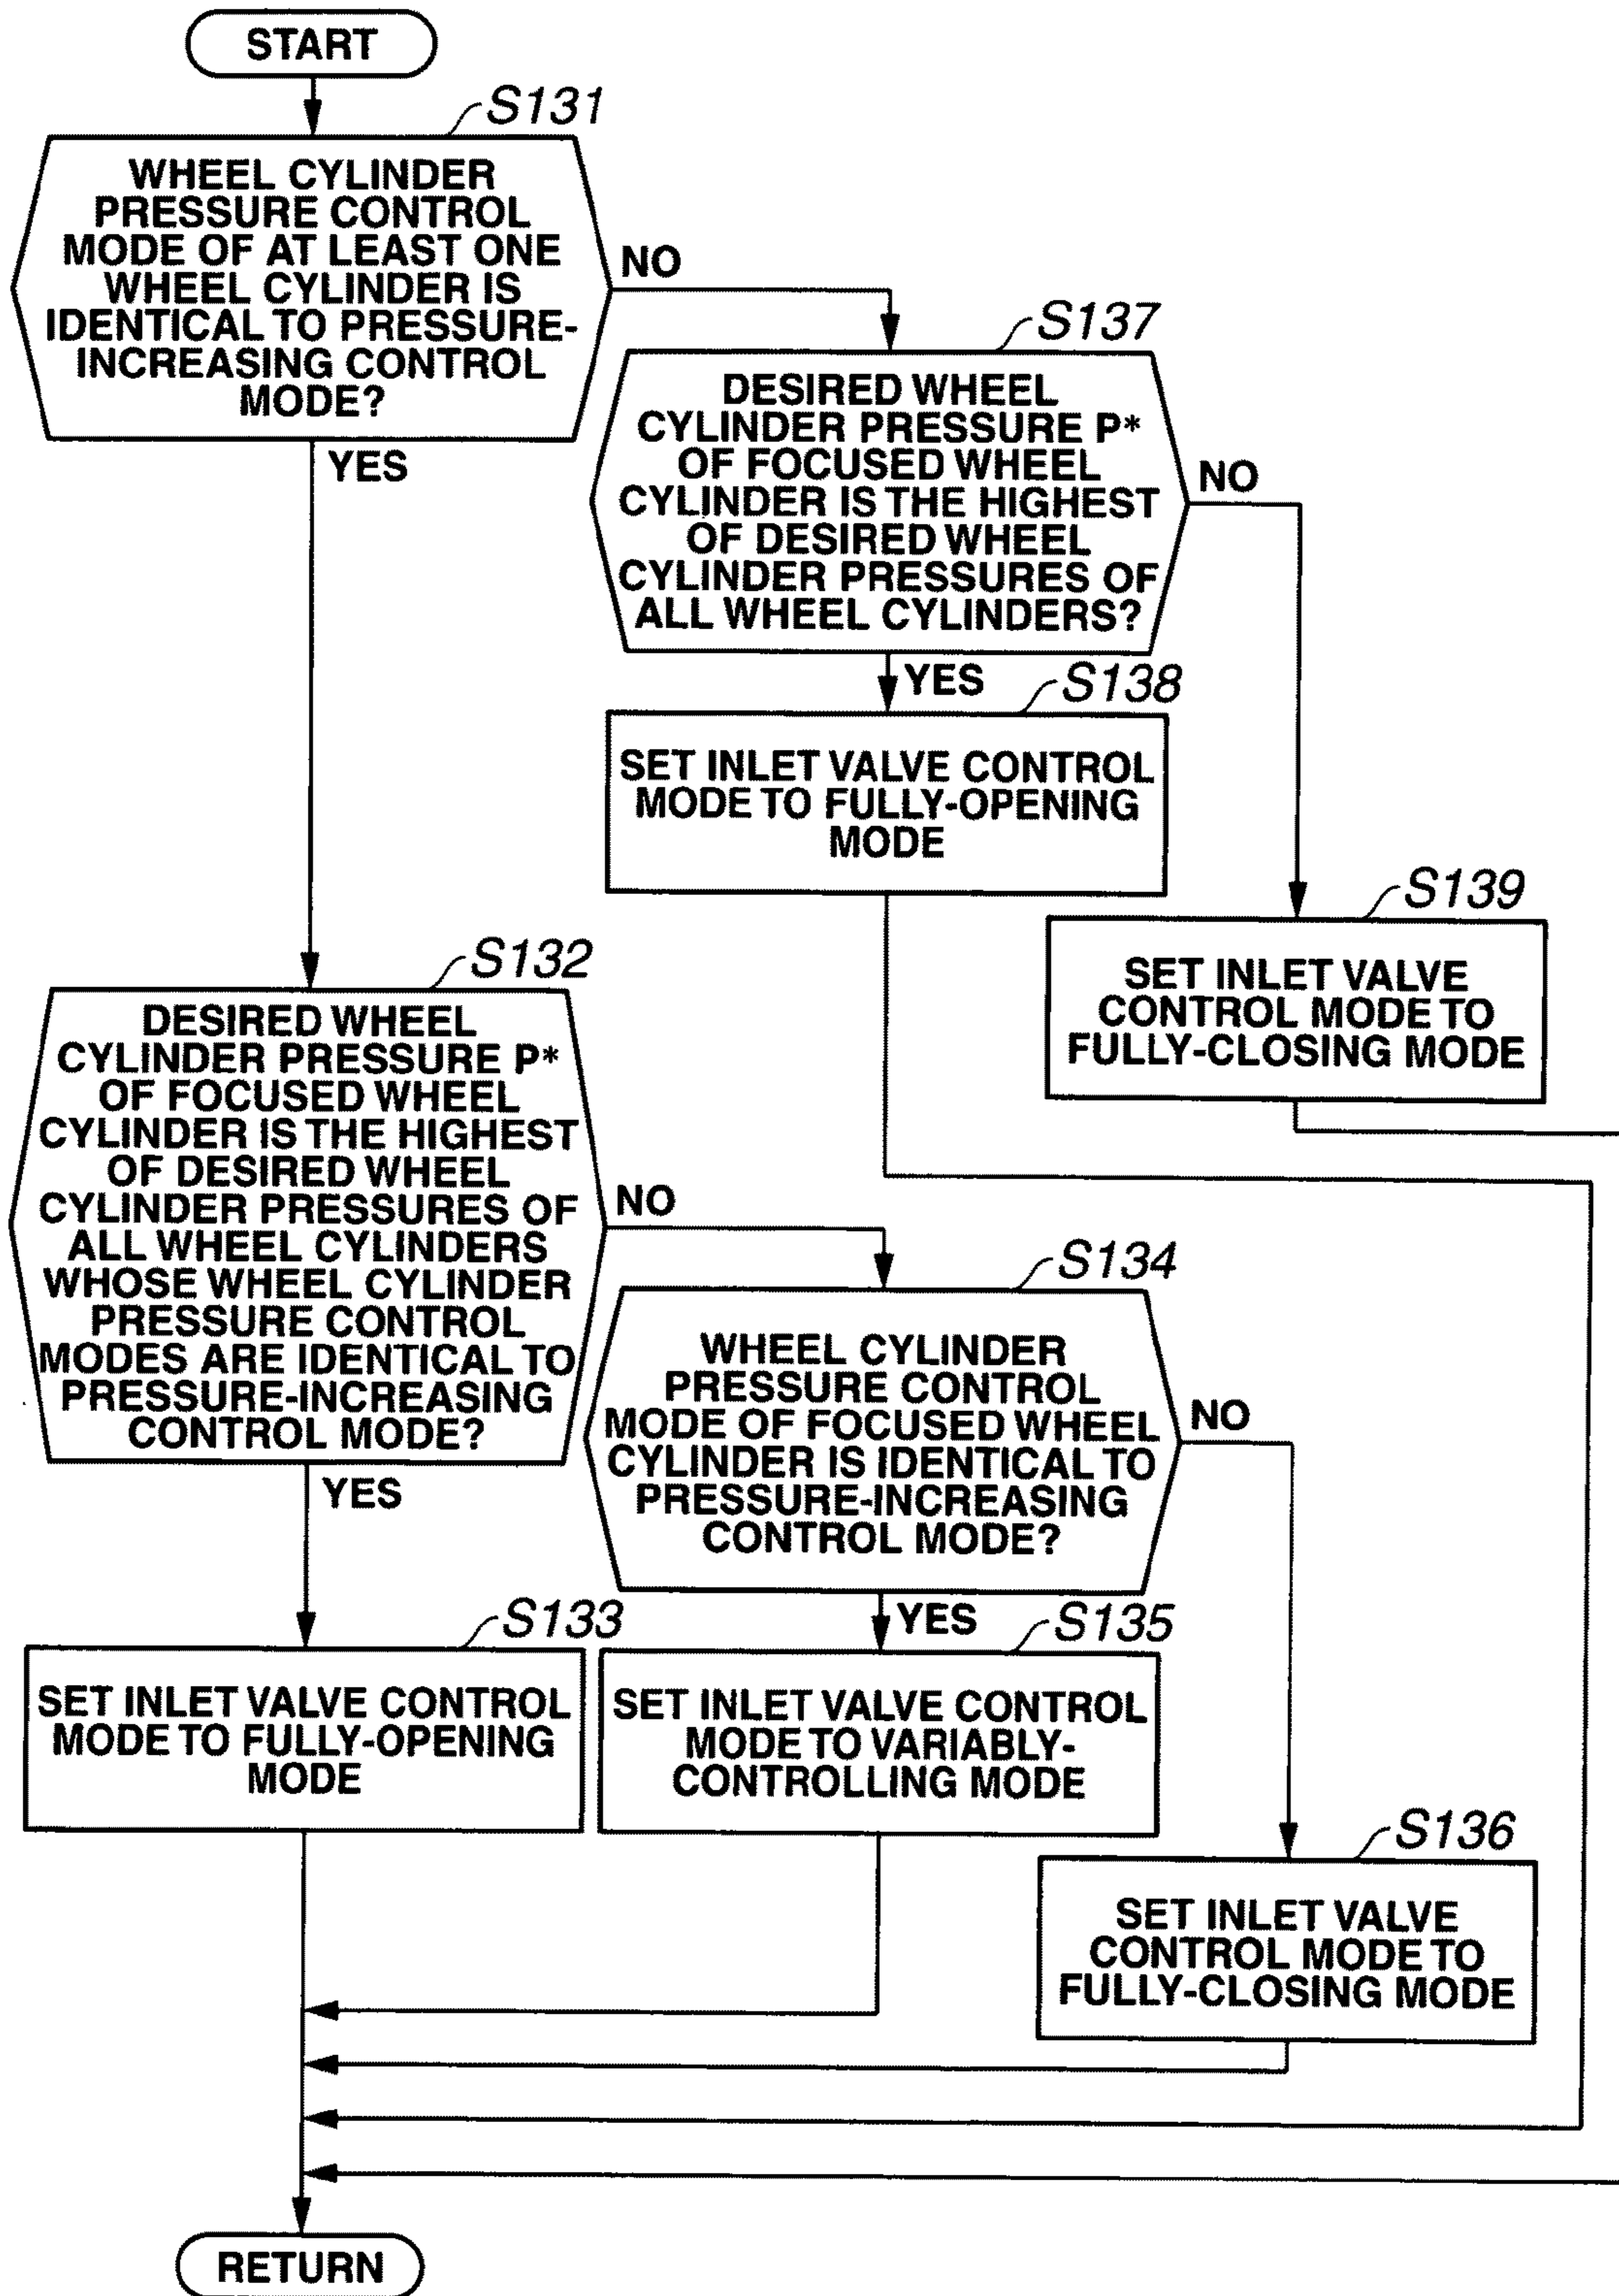 START
S131
WHEEL CYLINDER
PRESSURE CONTROL
MODE OF AT LEAST ONE
WHEEL CYLINDER IS
IDENTICAL TO PRESSURE-
INCREASING CONTROL
MODE?
NO
YES
S137
DESIRED WHEEL
CYLINDER PRESSURE P*
OF FOCUSED WHEEL
CYLINDER IS THE HIGHEST
OF DESIRED WHEEL
CYLINDER PRESSURES OF
ALL WHEEL CYLINDERS?
NO
YES
S138
SET INLET VALVE CONTROL
MODE TO FULLY-OPENING
MODE
S139
SET INLET VALVE
CONTROL MODE TO
FULLY-CLOSING MODE
S132
DESIRED WHEEL
CYLINDER PRESSURE P*
OF FOCUSED WHEEL
CYLINDER IS THE HIGHEST
OF DESIRED WHEEL
CYLINDER PRESSURES OF
ALL WHEEL CYLINDERS
WHOSE WHEEL CYLINDER
PRESSURE CONTROL
MODES ARE IDENTICAL TO
PRESSURE-INCREASING
CONTROL MODE?
NO
YES
S134
WHEEL CYLINDER
PRESSURE CONTROL
MODE OF FOCUSED WHEEL
CYLINDER IS IDENTICAL TO
PRESSURE-INCREASING
CONTROL MODE?
NO
YES
S133
SET INLET VALVE CONTROL
MODE TO FULLY-OPENING
MODE
S135
SET INLET VALVE CONTROL
MODE TO VARIABLY-
CONTROLLING MODE
S136
SET INLET VALVE
CONTROL MODE TO
FULLY-CLOSING MODE
RETURN